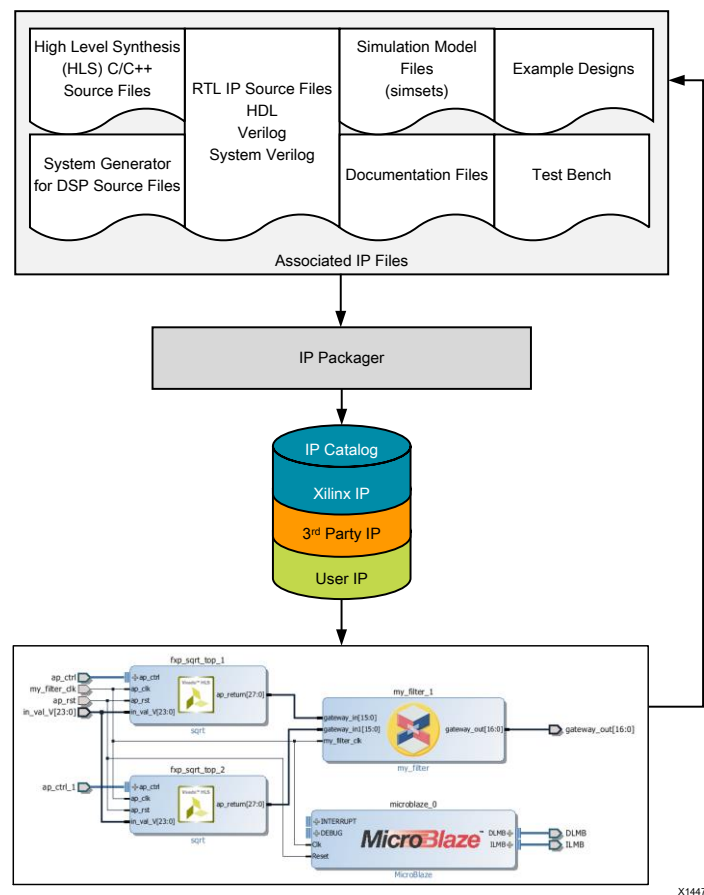 High Level Synthesis
(HLS) C/C++
Source Files
RTL IP Source Files
HDL
Verilog
System Verilog
Simulation Model
Files
(simsets)
Example Designs
System Generator
for DSP Source Files
Documentation Files
Test Bench
Associated IP Files
IP Packager
IP Catalog
Xilinx IP
3rd Party IP
User IP
fxp_sqrt_top_1
ap_ctrl
my_filter_clk
ap_rst
in_val_V[23:0]
ap_ctrl
ap_clk
ap_rst
in_val_V[23:0]
Vivado™ HLS
ap_return[27:0]
sqrt
my_filter_1
gateway_in[15:0]
gateway_in1[15:0]
my_filter_clk
gateway_out[16:0]
gateway_out[16:0]
my_filter
fxp_sqrt_top_2
ap_ctrl_1
ap_ctrl
ap_clk
ap_rst
in_val_V[23:0]
Vivado™ HLS
ap_return[27:0]
sqrt
microblaze_0
INTERRUPT
DEBUG
Clk
Reset
MicroBlaze™
DLMB
ILMB
DLMB
ILMB
MicroBlaze
X1447